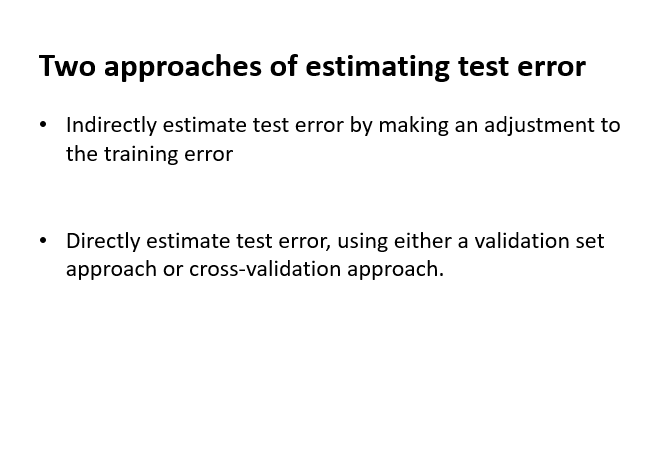 Two approaches of estimating test error
• Indirectly estimate test error by making an adjustment to
the training error
• Directly estimate test error, using either a validation set
approach or cross-validation approach.